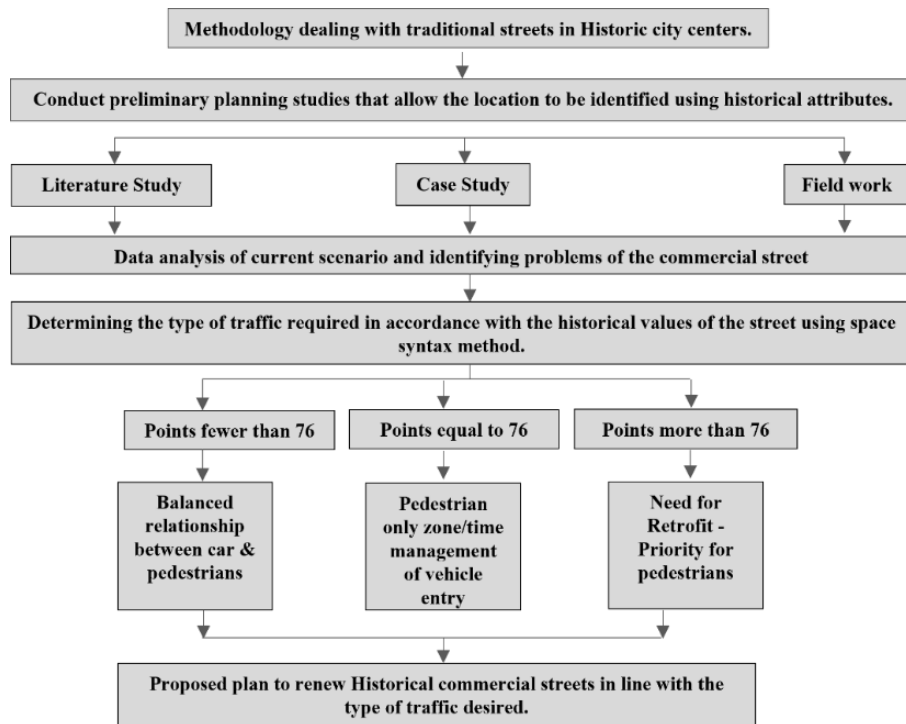 Methodology dealing with traditional streets in Historic city centers.
Conduct preliminary planning studies that allow the location to be identified using historical attributes.
Literature Study
Case Study
Field work
Data analysis of current scenario and identifying problems of the commercial street
Determining the type of traffic required in accordance with the historical values of the street using space
syntax method.
Points fewer than 76
Points equal to 76
Points more than 76
Balanced
relationship
between car &
pedestrians
Pedestrian
only zone/time
management
of vehicle
entry
Need for
Retrofit -
Priority for
pedestrians
Proposed plan to renew Historical commercial streets in line with the
type of traffic desired.